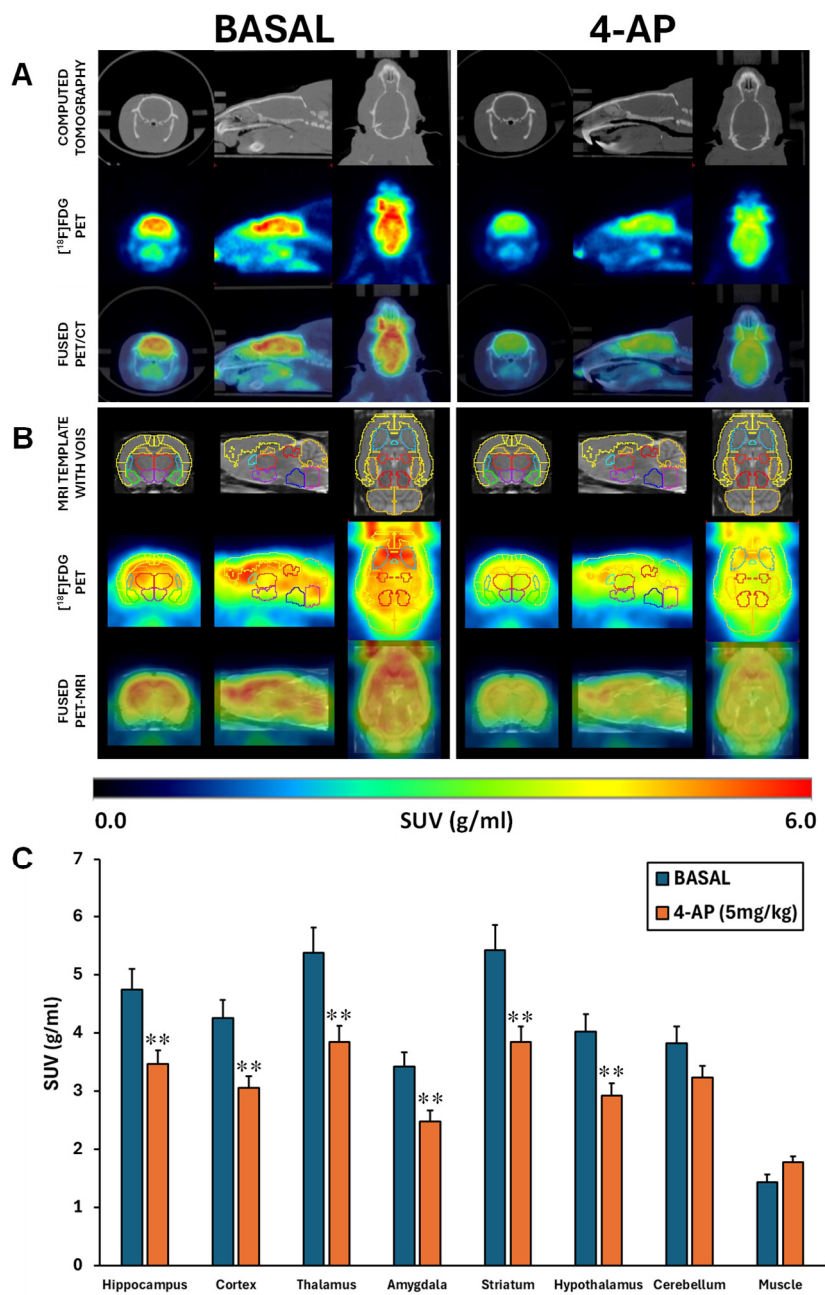 BASAL
4-AP
A
COMPUTED
TOMOGRAPHY
[¹⁸F]FDG
PET
FUSED
PET/CT
B
MRI TEMPLATE
WITH VOIS
[¹⁸F]FDG
PET
FUSED
PET-MRI
0.0
SUV (g/ml)
6.0
C
7
6
5
4
3
2
1
0
SUV (g/ml)
BASAL
4-AP (5mg/kg)
**
**
**
**
**
**
Hippocampus
Cortex
Thalamus
Amygdala
Striatum
Hypothalamus
Cerebellum
Muscle